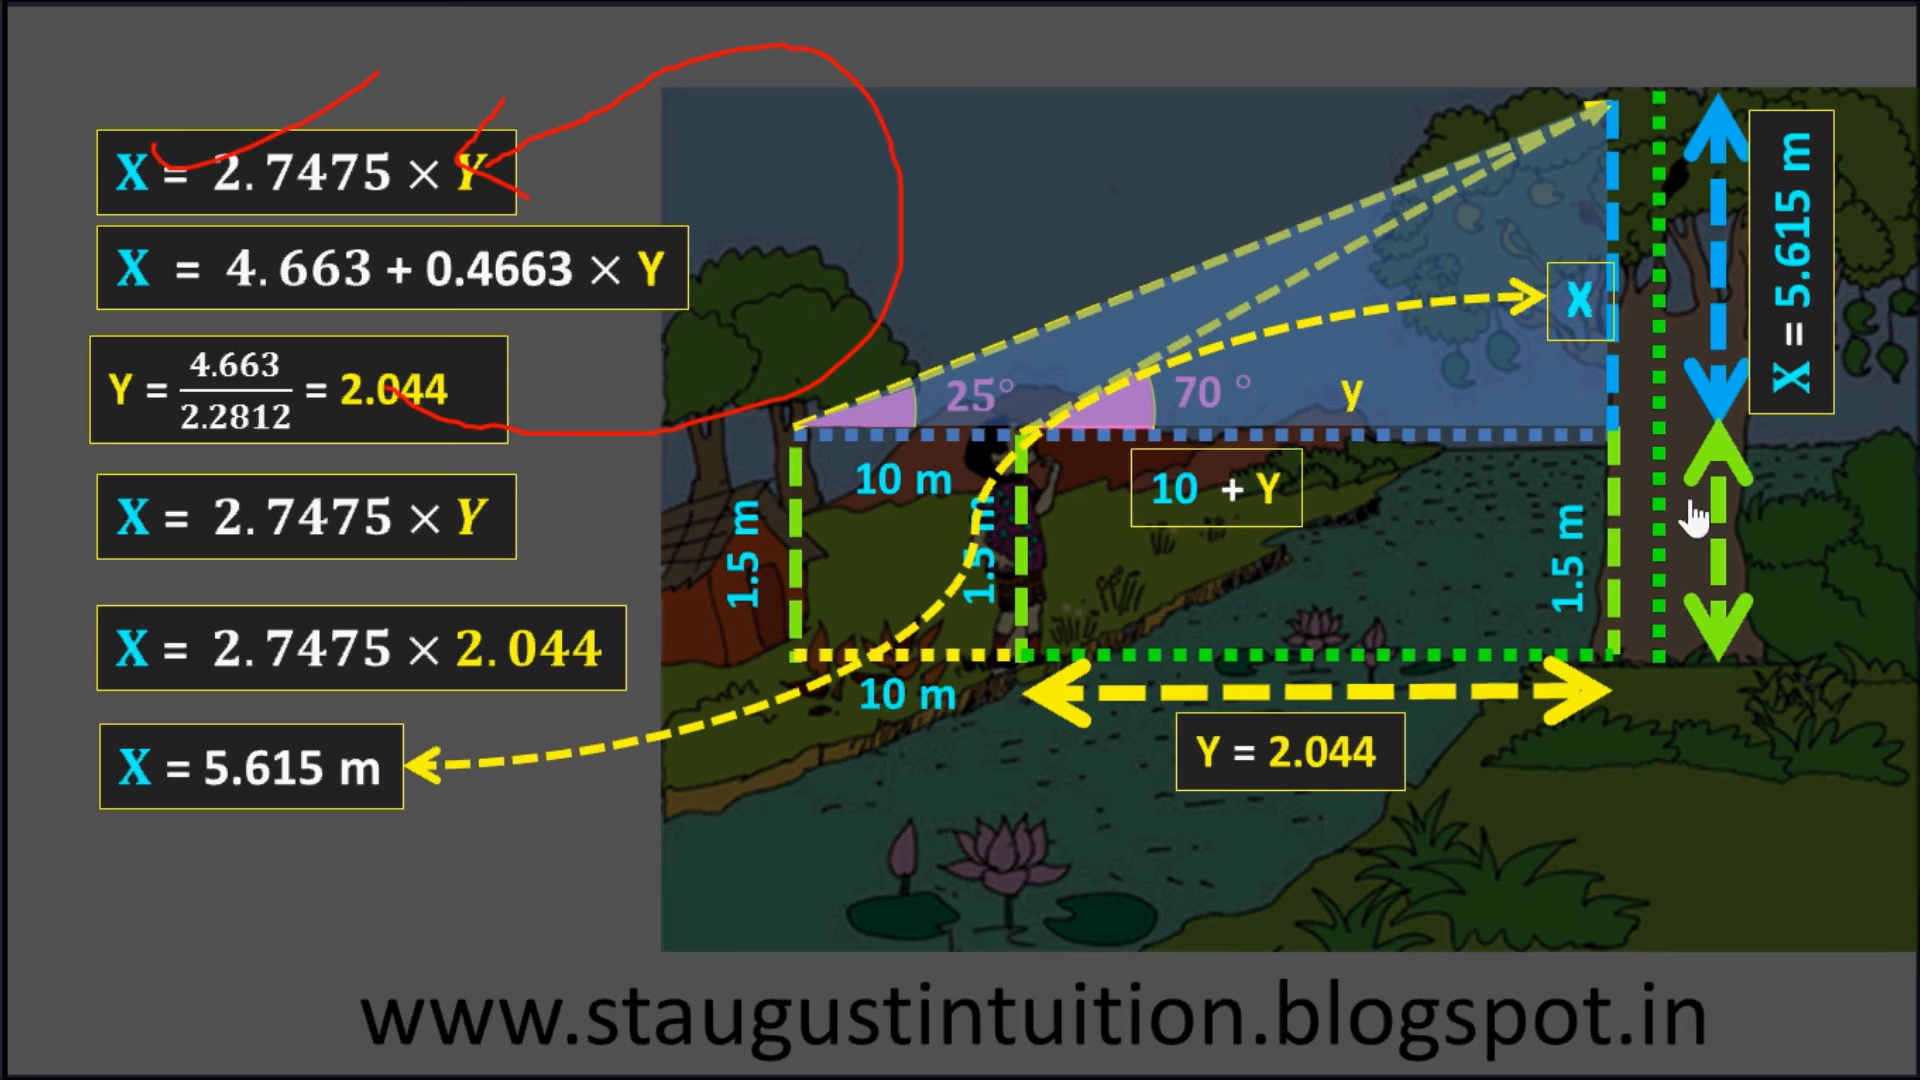 X = 2.7475 × Y
X = 4.663 + 0.4663 × Y
Y = 4.663/2.2812 = 2.044
X = 2.7475 × Y
X = 2.7475 × 2.044
X = 5.615 m
25°
70 °
y
X
X = 5.615 m
10 m
10 + Y
1.5 m
1.5 m
1.5 m
10 m
Y = 2.044
www.staugustintuition.blogspot.in